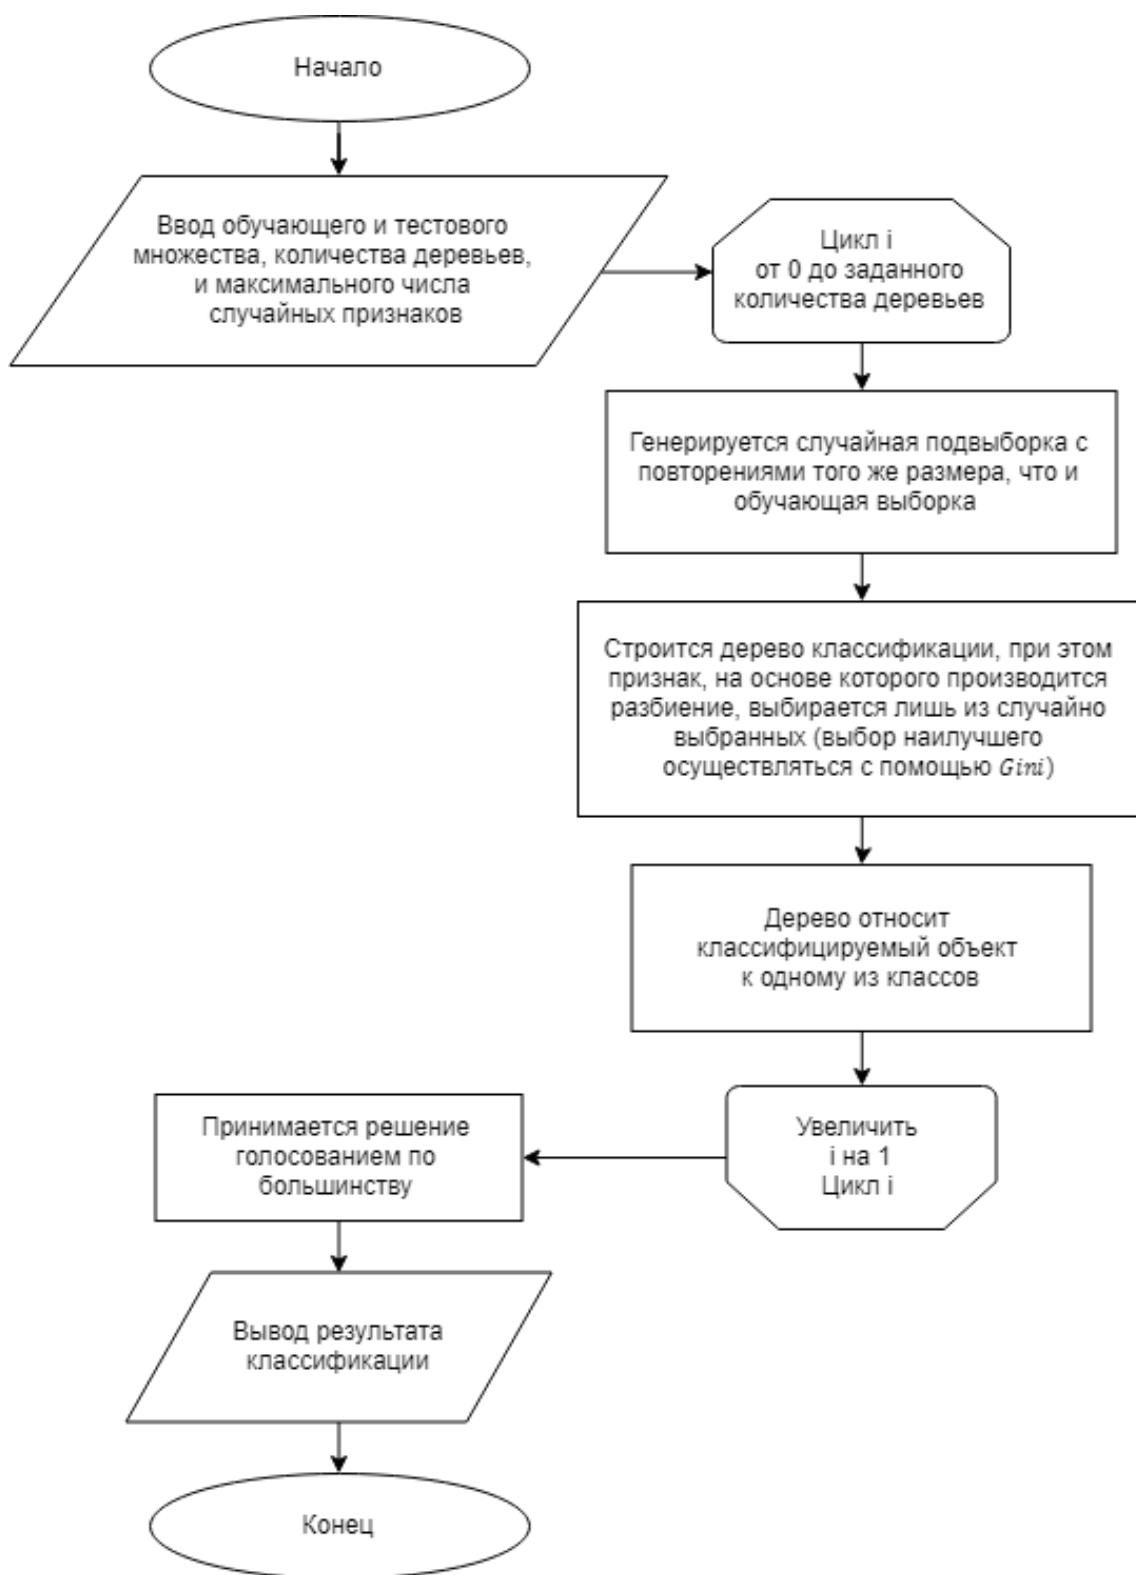 Начало
Ввод обучающего и тестового
множества, количества деревьев,
и максимального числа
случайных признаков
Цикл i
от 0 до заданного
количества деревьев
Генерируется случайная подвыборка с
повторениями того же размера, что и
обучающая выборка
Строится дерево классификации, при этом
признак, на основе которого производится
разбиение, выбирается лишь из случайно
выбранных (выбор наилучшего
осуществляться с помощью Gini)
Дерево относит
классифицируемый объект
к одному из классов
Увеличить
i на 1
Цикл i
Принимается решение
голосованием по
большинству
Вывод результата
классификации
Конец